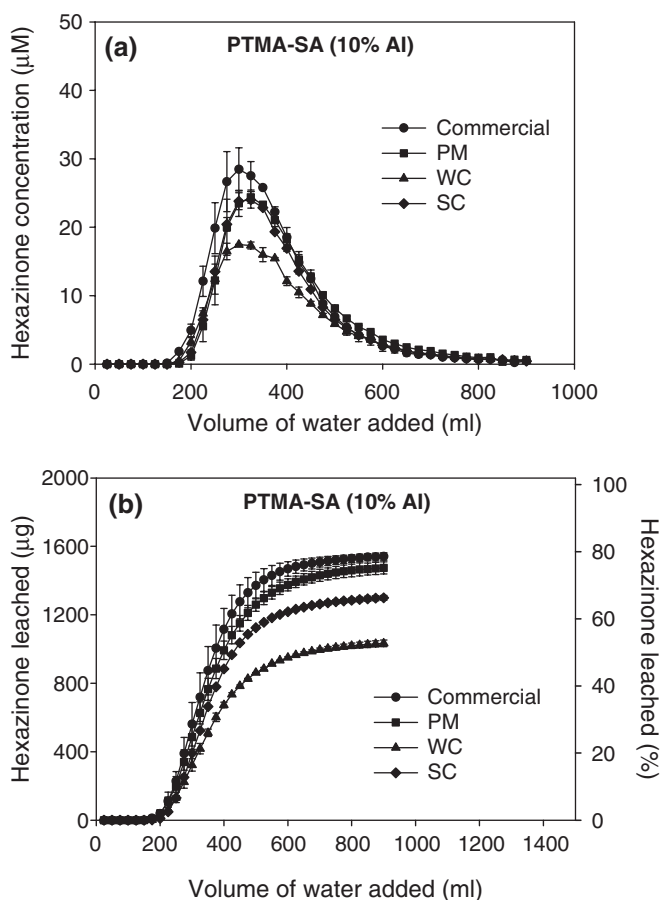 (a)
PTMA-SA (10% AI)
Hexazinone concentration (μM)
50
40
30
20
10
0
Commercial
PM
WC
SC
0 200 400 600 800 1000
Volume of water added (ml)
(b)
PTMA-SA (10% AI)
Hexazinone leached (μg)
2000
1600
1200
800
400
0
Commercial
PM
WC
SC
100
80
60
40
20
0
Hexazinone leached (%)
0 200 400 600 800 1000 1200 1400
Volume of water added (ml)